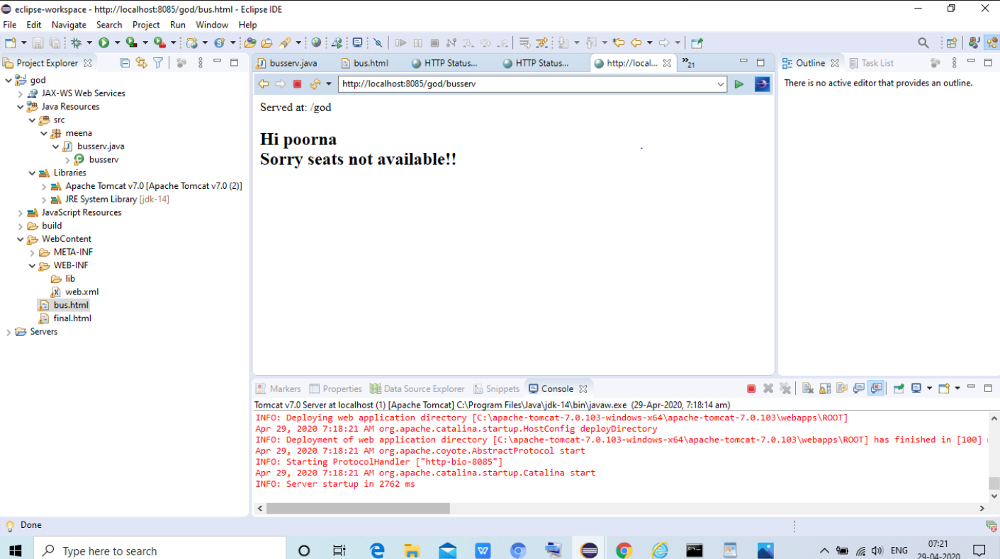 eclipse-workspace - http://localhost:8085/god/bus.html - Eclipse IDE
File Edit Navigate Search Project Run Window Help
Project Explorer
god
JAX-WS Web Services
Java Resources
src
meena
busserv.java
busserv
Libraries
Apache Tomcat v7.0 [Apache Tomcat v7.0 (2)]
JRE System Library [jdk-14]
JavaScript Resources
build
WebContent
META-INF
WEB-INF
lib
web.xml
bus.html
final.html
Servers
busserv.java bus.html HTTP Status... HTTP Status... http://local... »21
http://localhost:8085/god/busserv
Served at: /god
Hi poorna
Sorry seats not available!!
Outline Task List
There is no active editor that provides an outline.
Markers Properties Data Source Explorer Snippets Console
Tomcat v7.0 Server at localhost (1) [Apache Tomcat] C:\Program Files\Java\jdk-14\bin\javaw.exe (29-Apr-2020, 7:18:14 am)
INFO: Deploying web application directory [C:\apache-tomcat-7.0.103-windows-x64\apache-tomcat-7.0.103\webapps\ROOT]
Apr 29, 2020 7:18:21 AM org.apache.catalina.startup.HostConfig deployDirectory
INFO: Deployment of web application directory [C:\apache-tomcat-7.0.103-windows-x64\apache-tomcat-7.0.103\webapps\ROOT] has finished in [100]
Apr 29, 2020 7:18:21 AM org.apache.coyote.AbstractProtocol start
INFO: Starting ProtocolHandler ["http-bio-8085"]
Apr 29, 2020 7:18:21 AM org.apache.catalina.startup.Catalina start
INFO: Server startup in 2762 ms
Done
Type here to search
ENG
07:21
29-04-2020